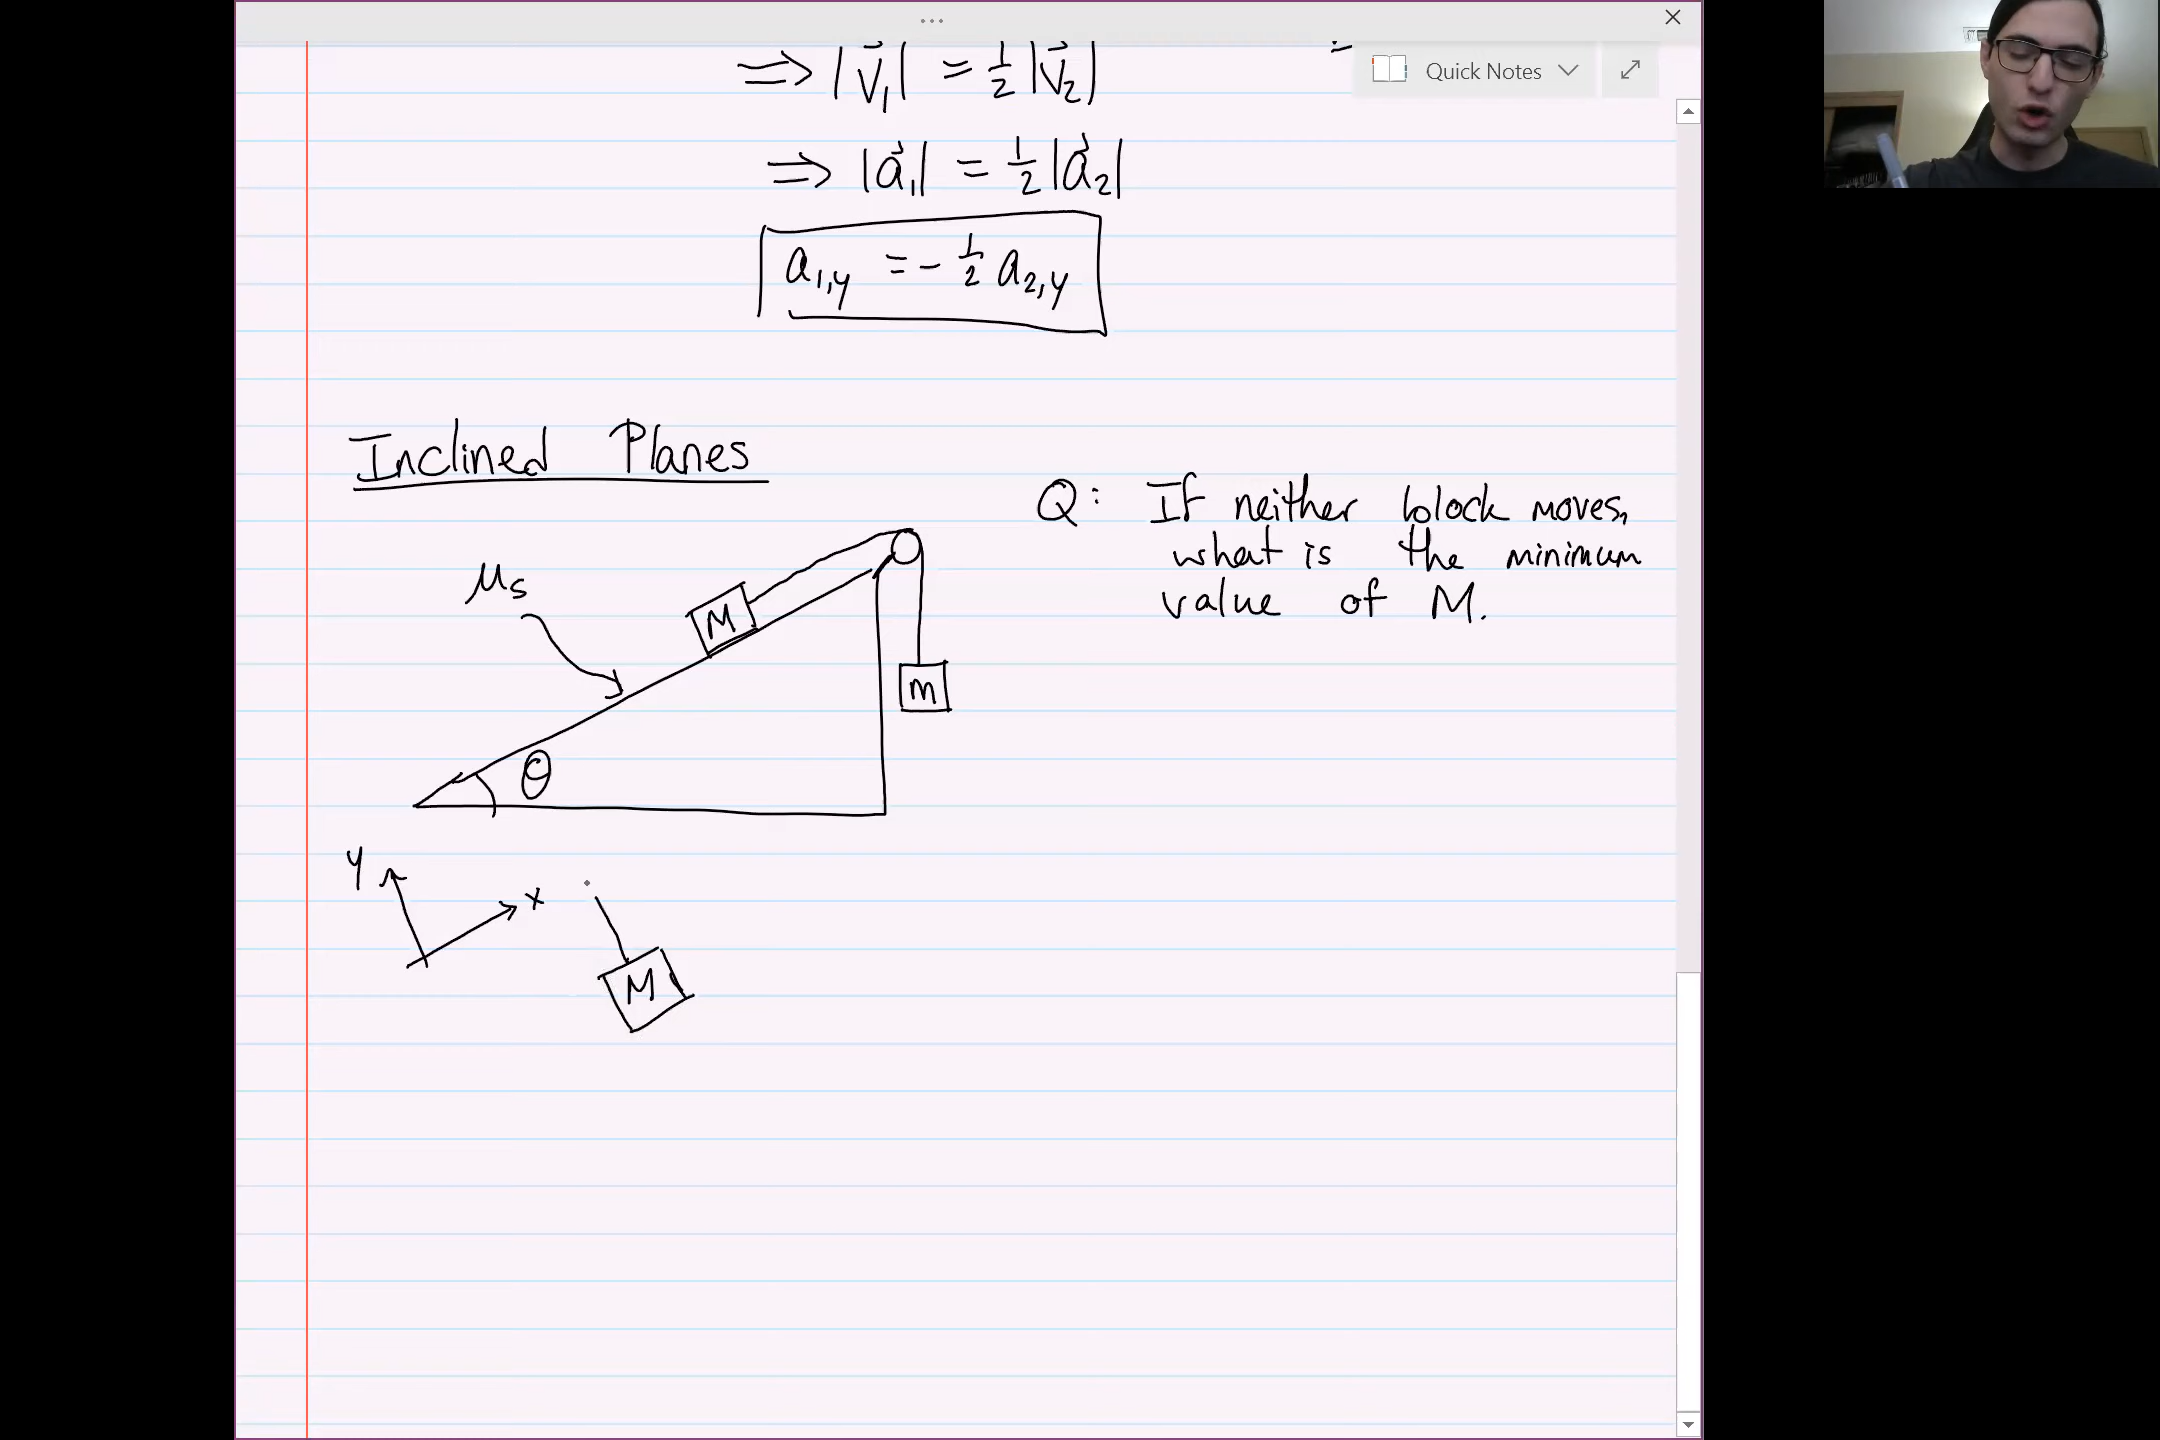 ⟹ |v⃗₁| = ½ |v⃗₂|
Quick Notes
⟹ |a⃗₁| = ½ |a⃗₂|
a₁,y = - ½ a₂,y
Inclined Planes
Q: If neither block moves,
what is the minimum
value of M.
μs
M
m
θ
y
x
M